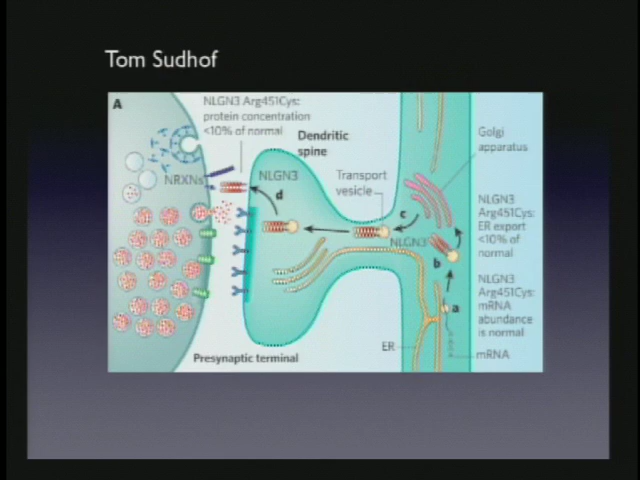 Tom Sudhof
A
NLGN3 Arg451Cys:
protein concentration
<10% of normal
Dendritic
spine
NRXNs
NLGN3
d
Transport
vesicle
Golgi
apparatus
c
NLGN3
b
NLGN3
Arg451Cys:
ER export
<10% of
normal
NLGN3
Arg451Cys:
mRNA
abundance
is normal
a
ER
mRNA
Presynaptic terminal